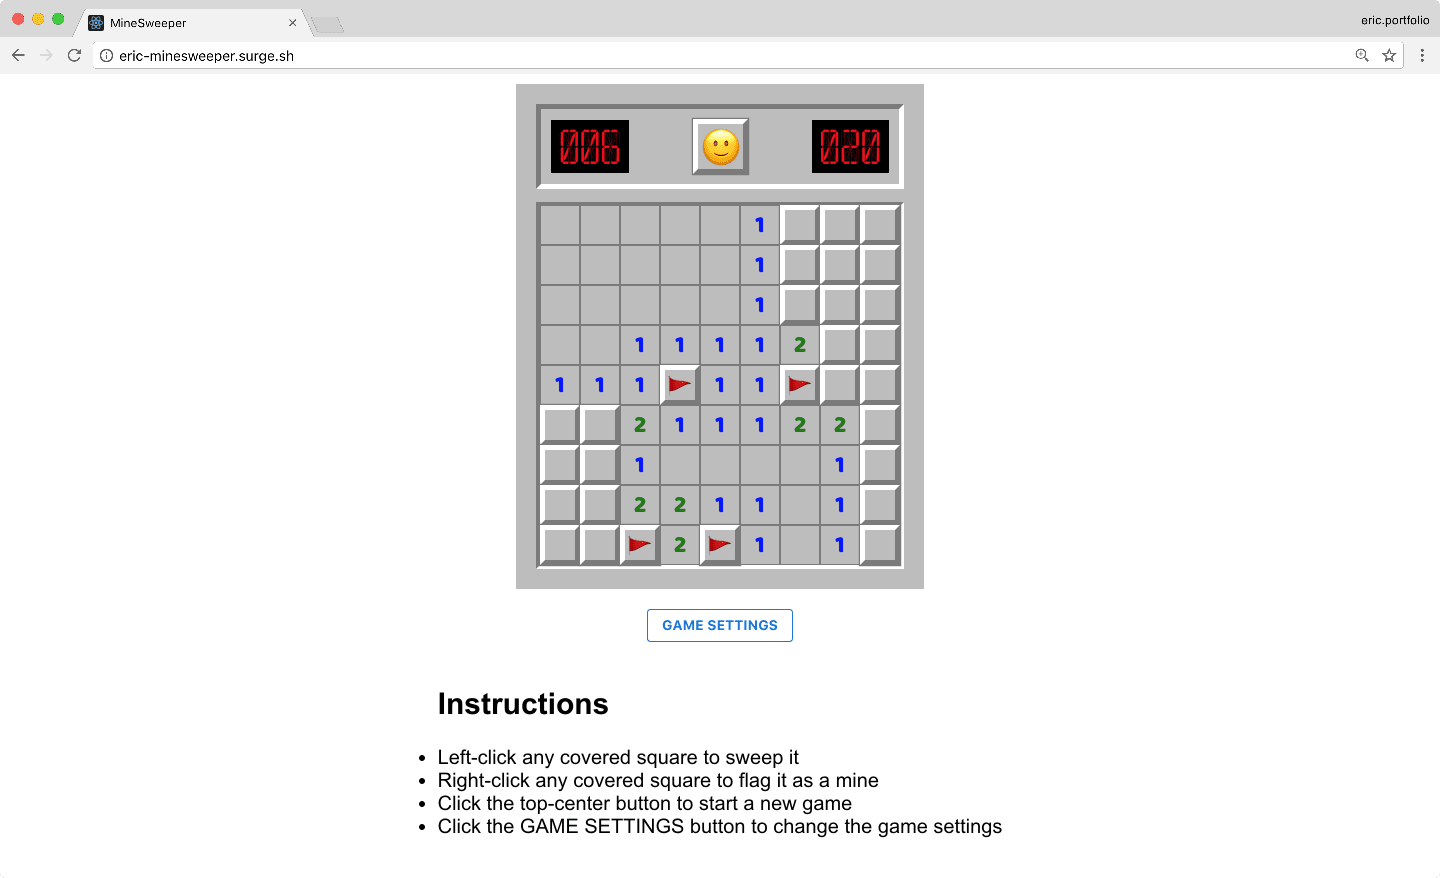 MineSweeper
eric.portfolio
eric-minesweeper.surge.sh
006 020
1
1
1
1 1 1 1 2
1 1 1 1 1
2 1 1 1 2 2
1 1
2 2 1 1 1
2 1 1
GAME SETTINGS
Instructions
• Left-click any covered square to sweep it
• Right-click any covered square to flag it as a mine
• Click the top-center button to start a new game
• Click the GAME SETTINGS button to change the game settings